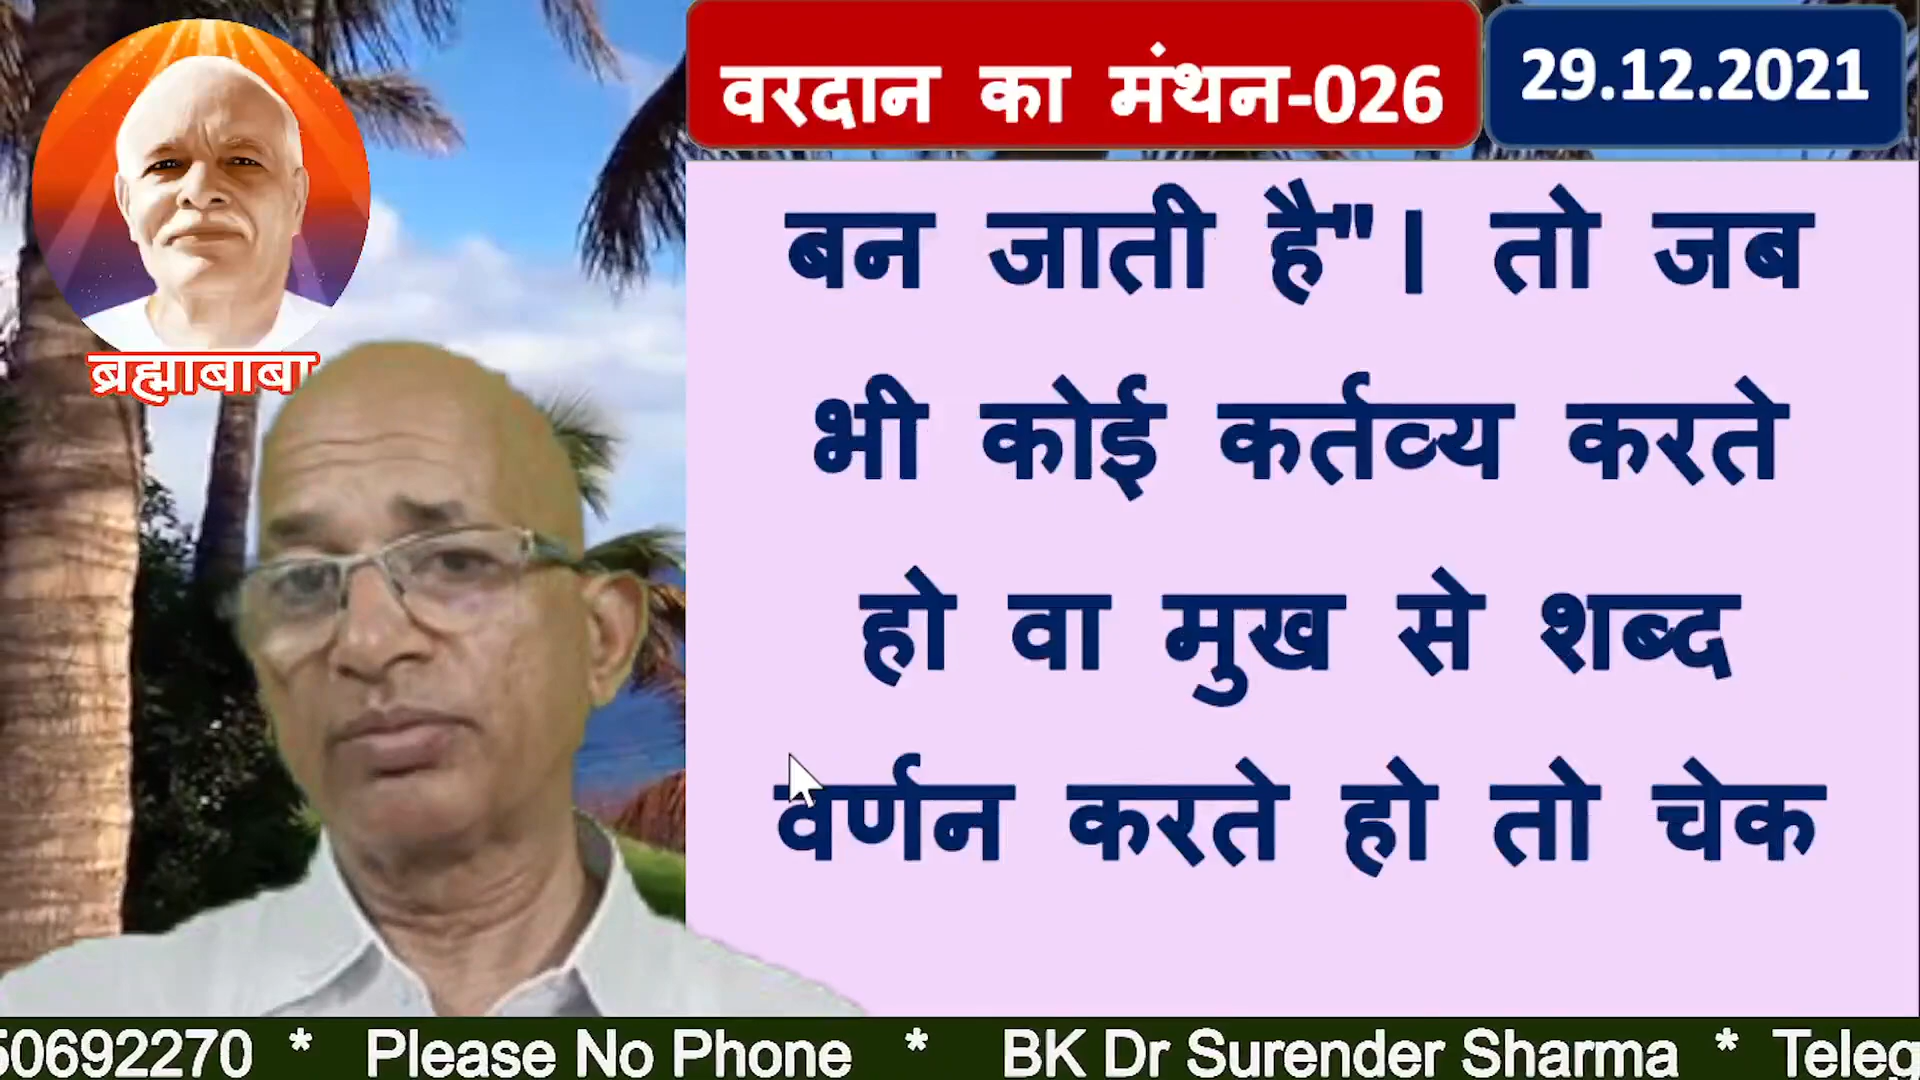 वरदान का मंथन-026
29.12.2021
ब्रह्माबाबा
बन जाती है"। तो जब
भी कोई कर्तव्य करते
हो वा मुख से शब्द
वर्णन करते हो तो चेक
50692270 * Please No Phone * BK Dr Surender Sharma * Teleg